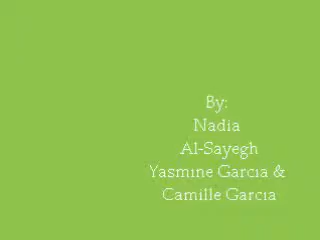 By:
Nadia
Al-Sayegh
Yasmine Garcia &
Camille Garcia